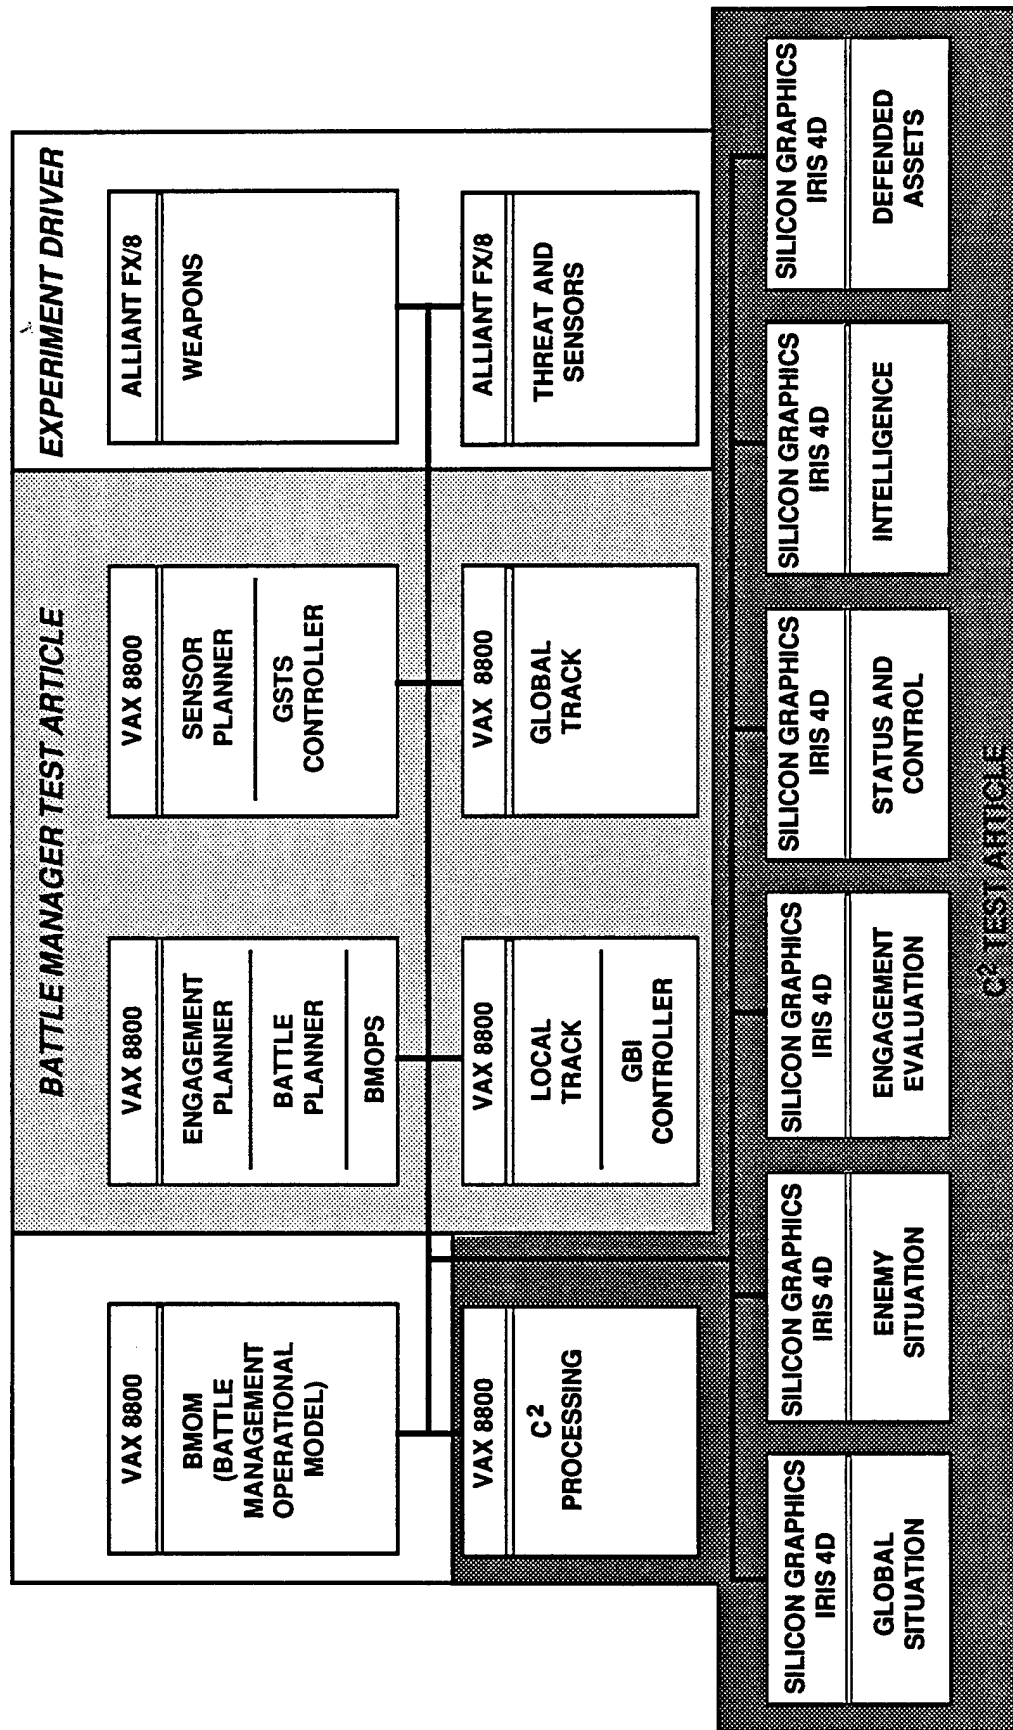 BATTLE MANAGER TEST ARTICLE
EXPERIMENT DRIVER
VAX 8800
BMOM
(BATTLE
MANAGEMENT
OPERATIONAL
MODEL)
VAX 8800
ENGAGEMENT
PLANNER
BATTLE
PLANNER
BMOPS
VAX 8800
SENSOR
PLANNER
GSTS
CONTROLLER
ALLIANT FX/8
WEAPONS
VAX 8800
C²
PROCESSING
VAX 8800
LOCAL
TRACK
GBI
CONTROLLER
VAX 8800
GLOBAL
TRACK
ALLIANT FX/8
THREAT AND
SENSORS
SILICON GRAPHICS
IRIS 4D
GLOBAL
SITUATION
SILICON GRAPHICS
IRIS 4D
ENEMY
SITUATION
SILICON GRAPHICS
IRIS 4D
ENGAGEMENT
EVALUATION
SILICON GRAPHICS
IRIS 4D
STATUS AND
CONTROL
SILICON GRAPHICS
IRIS 4D
INTELLIGENCE
SILICON GRAPHICS
IRIS 4D
DEFENDED
ASSETS
C² TEST ARTICLE